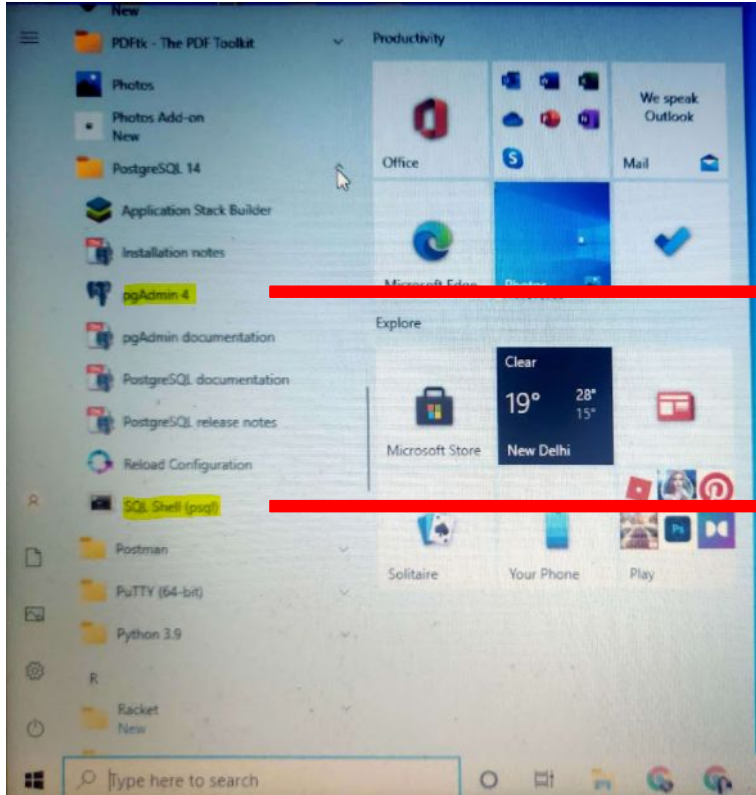 New
PDFtk - The PDF Toolkit
Photos
Photos Add-on
New
PostgreSQL 14
Application Stack Builder
Installation notes
pgAdmin 4
pgAdmin documentation
PostgreSQL documentation
PostgreSQL release notes
Reload Configuration
SQL Shell (psql)
Postman
PuTTY (64-bit)
Python 3.9
R
Racket
New
Type here to search
Productivity
Office
We speak
Outlook
Mail
Microsoft Edge
Photos
Explore
Microsoft Store
Clear
19°
28°
15°
New Delhi
Solitaire
Your Phone
Ps
Play